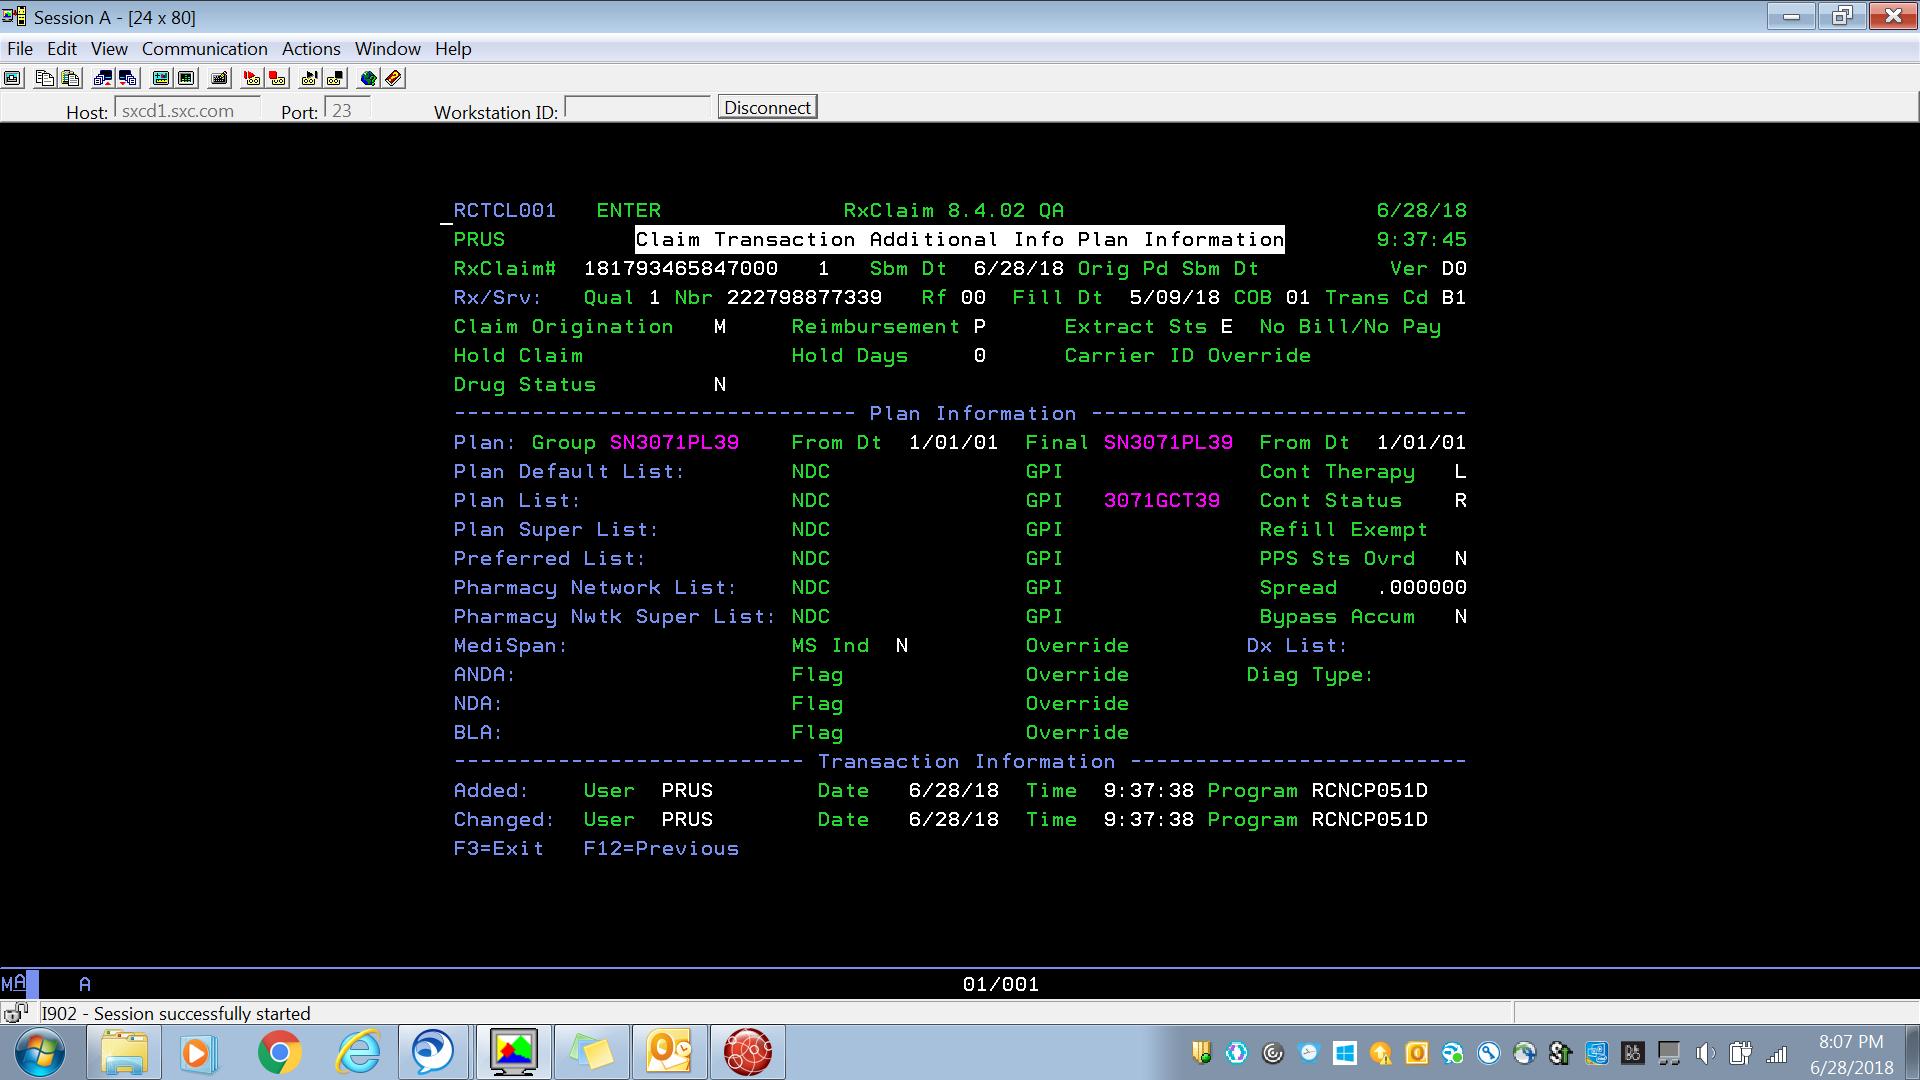 Session A - [24 x 80]
File Edit View Communication Actions Window Help
Host: sxcd1.sxc.com Port: 23 Workstation ID: Disconnect
RCTCL001 ENTER RxClaim 8.4.02 QA 6/28/18
PRUS Claim Transaction Additional Info Plan Information 9:37:45
RxClaim# 181793465847000 1 Sbm Dt 6/28/18 Orig Pd Sbm Dt Ver D0
Rx/Srv: Qual 1 Nbr 222798877339 Rf 00 Fill Dt 5/09/18 COB 01 Trans Cd B1
Claim Origination M Reimbursement P Extract Sts E No Bill/No Pay
Hold Claim Hold Days 0 Carrier ID Override
Drug Status N
------------------------------- Plan Information -----------------------------
Plan: Group SN3071PL39 From Dt 1/01/01 Final SN3071PL39 From Dt 1/01/01
Plan Default List: NDC GPI Cont Therapy L
Plan List: NDC GPI 3071GCT39 Cont Status R
Plan Super List: NDC GPI Refill Exempt
Preferred List: NDC GPI PPS Sts Ovrd N
Pharmacy Network List: NDC GPI Spread .000000
Pharmacy Nwtk Super List: NDC GPI Bypass Accum N
MediSpan: MS Ind N Override Dx List:
ANDA: Flag Override Diag Type:
NDA: Flag Override
BLA: Flag Override
--------------------------- Transaction Information --------------------------
Added: User PRUS Date 6/28/18 Time 9:37:38 Program RCNCP051D
Changed: User PRUS Date 6/28/18 Time 9:37:38 Program RCNCP051D
F3=Exit F12=Previous
MA A 01/001
I902 - Session successfully started
8:07 PM
6/28/2018